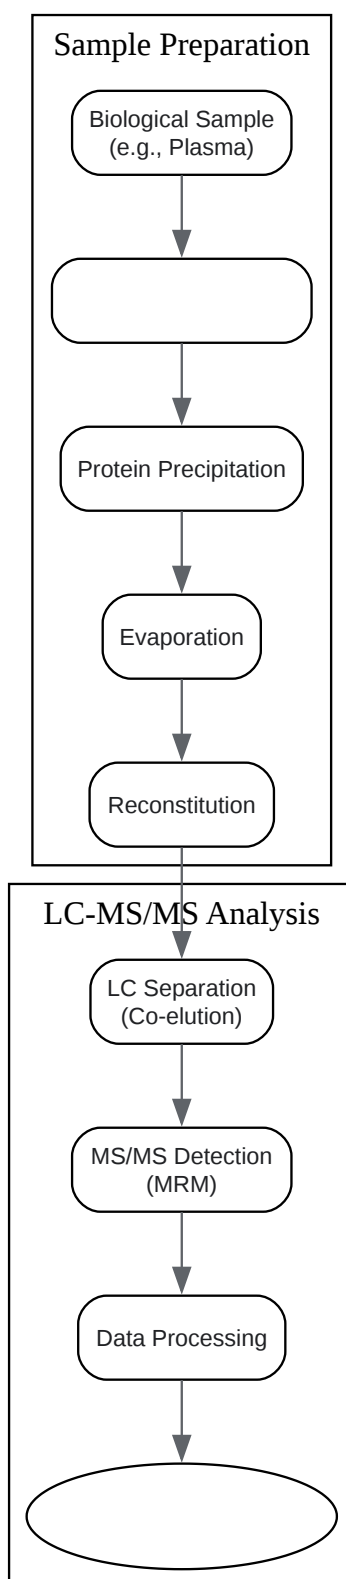 Sample Preparation
Biological Sample
(e.g., Plasma)
Protein Precipitation
Evaporation
Reconstitution
LC-MS/MS Analysis
LC Separation
(Co-elution)
MS/MS Detection
(MRM)
Data Processing